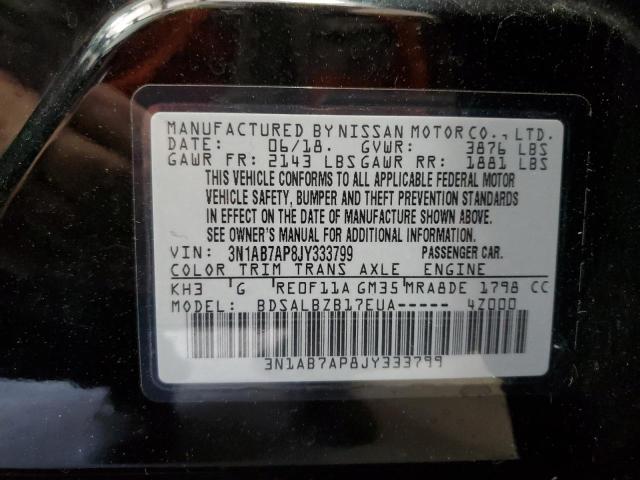 MANUFACTURED BY NISSAN MOTOR CO., LTD.
DATE: 06/18. GVWR: 3876 LBS
GAWR FR: 2143 LBS GAWR RR: 1881 LBS
THIS VEHICLE CONFORMS TO ALL APPLICABLE FEDERAL MOTOR
VEHICLE SAFETY, BUMPER AND THEFT PREVENTION STANDARDS
IN EFFECT ON THE DATE OF MANUFACTURE SHOWN ABOVE.
SEE OWNER'S MANUAL FOR ADDITIONAL INFORMATION.
VIN: 3N1AB7AP8JY333799 PASSENGER CAR.
COLOR TRIM TRANS AXLE ENGINE
KH3 G RE0F11A GM35 MRA8DE 1798 CC
MODEL: BDSALBZB17EUA----- 4Z000
3N1AB7AP8JY333799